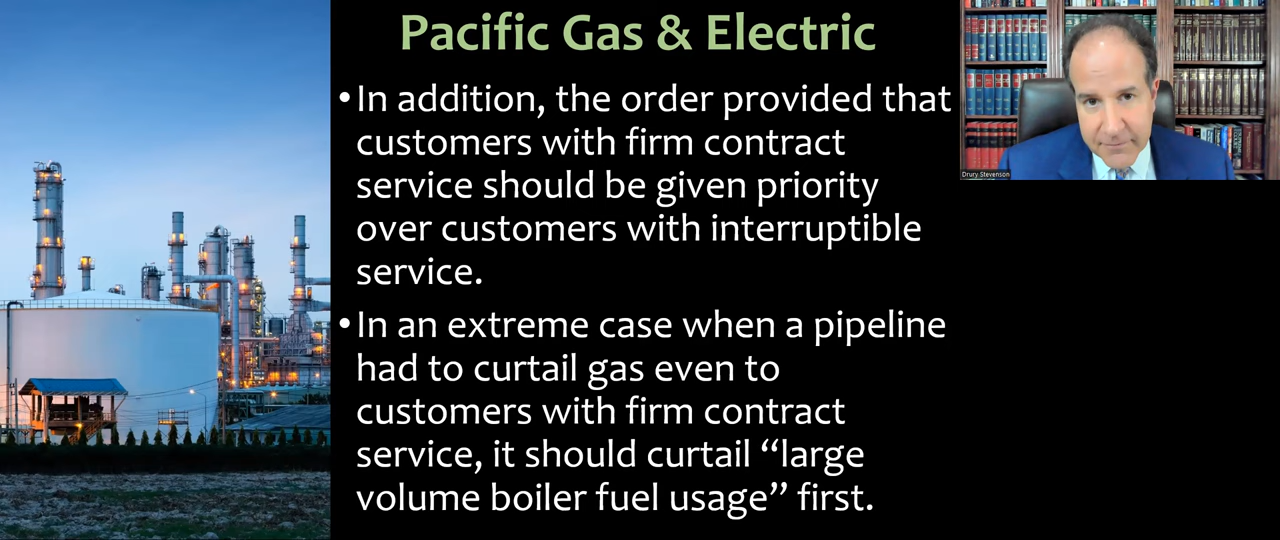 Pacific Gas & Electric
•In addition, the order provided that
customers with firm contract
service should be given priority
over customers with interruptible
service.
•In an extreme case when a pipeline
had to curtail gas even to
customers with firm contract
service, it should curtail “large
volume boiler fuel usage” first.
Drury Stevenson